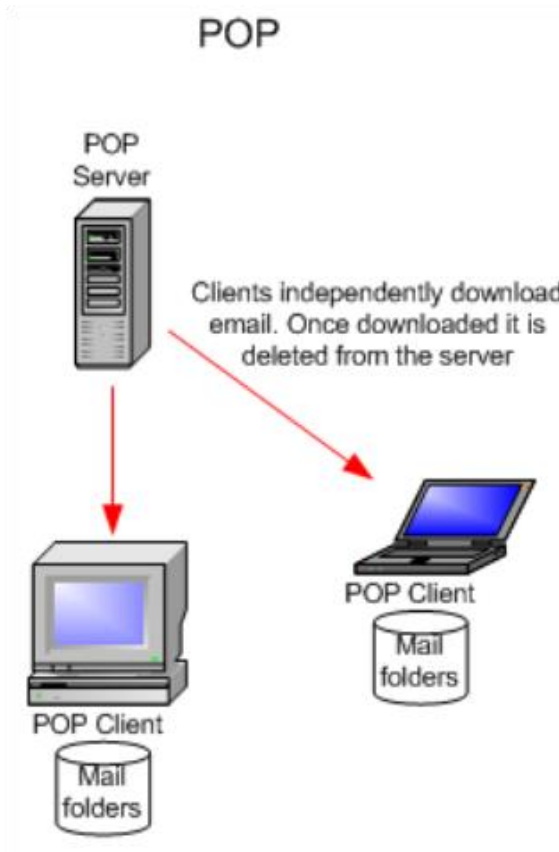 POP
POP
Server
Clients independently download
email. Once downloaded it is
deleted from the server
POP Client
Mail
folders
POP Client
Mail
folders